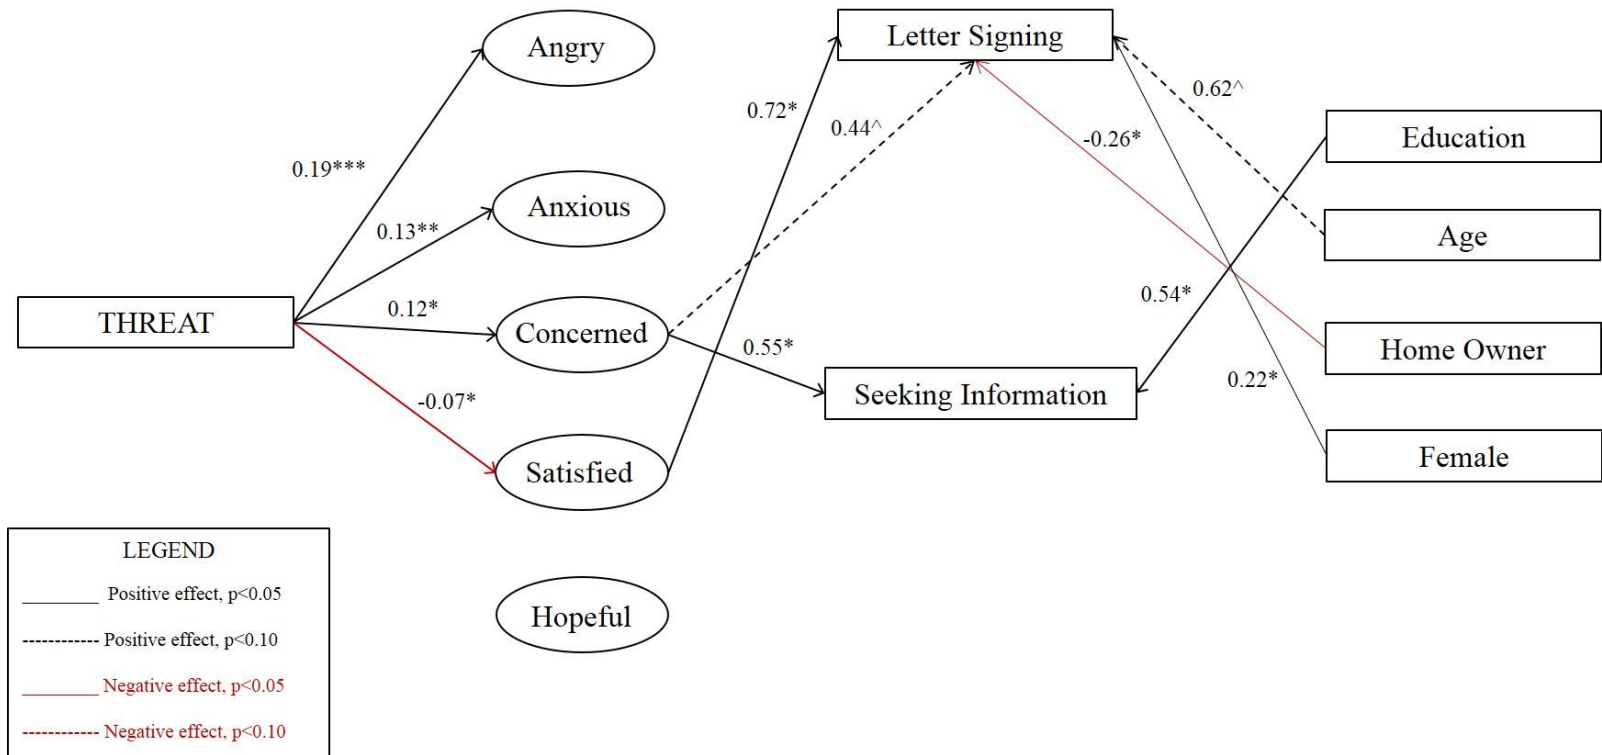 Angry
Letter Signing
0.72*
0.44^
0.62^
-0.26*
Education
0.19***
Anxious
0.13**
Age
THREAT
0.12*
Concerned
0.55*
0.54*
Home Owner
0.22*
Seeking Information
-0.07*
Satisfied
Female
Hopeful
LEGEND
________ Positive effect, p<0.05
------------ Positive effect, p<0.10
________ Negative effect, p<0.05
------------ Negative effect, p<0.10